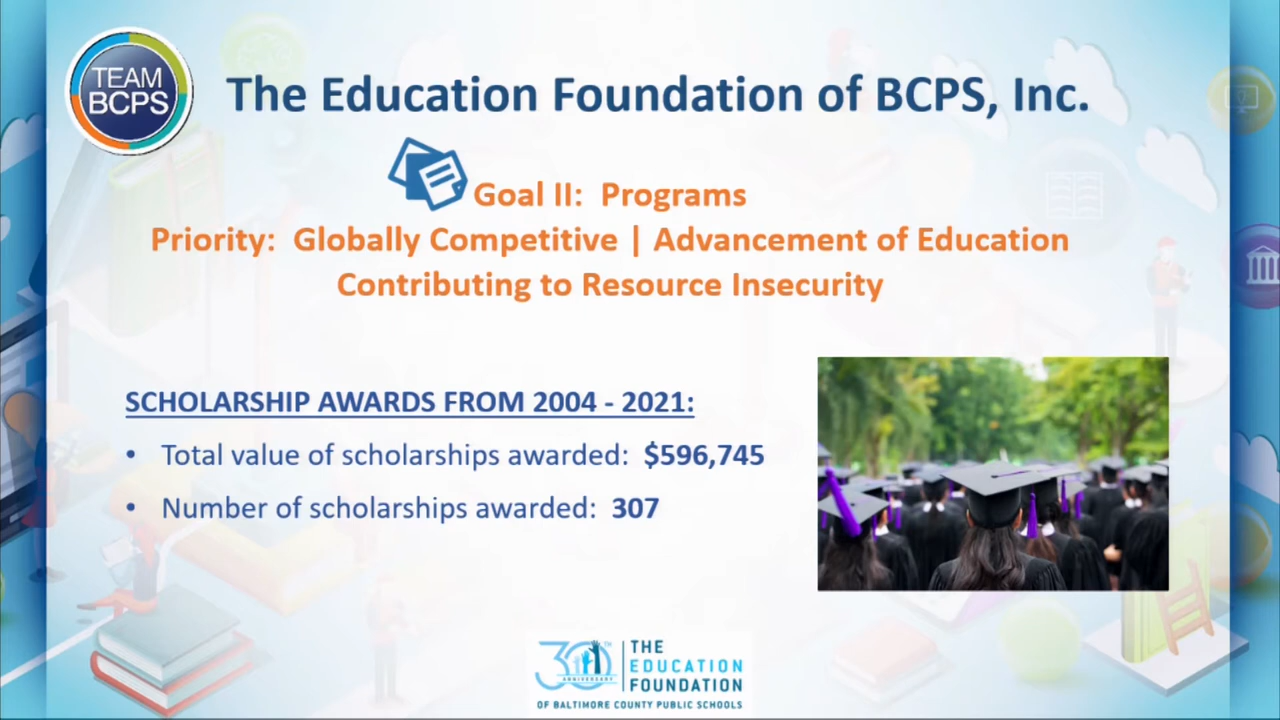 TEAM
BCPS
The Education Foundation of BCPS, Inc.
Goal II: Programs
Priority: Globally Competitive | Advancement of Education
Contributing to Resource Insecurity
SCHOLARSHIP AWARDS FROM 2004 - 2021:
• Total value of scholarships awarded: $596,745
• Number of scholarships awarded: 307
30TH
ANNIVERSARY
THE
EDUCATION
FOUNDATION
OF BALTIMORE COUNTY PUBLIC SCHOOLS